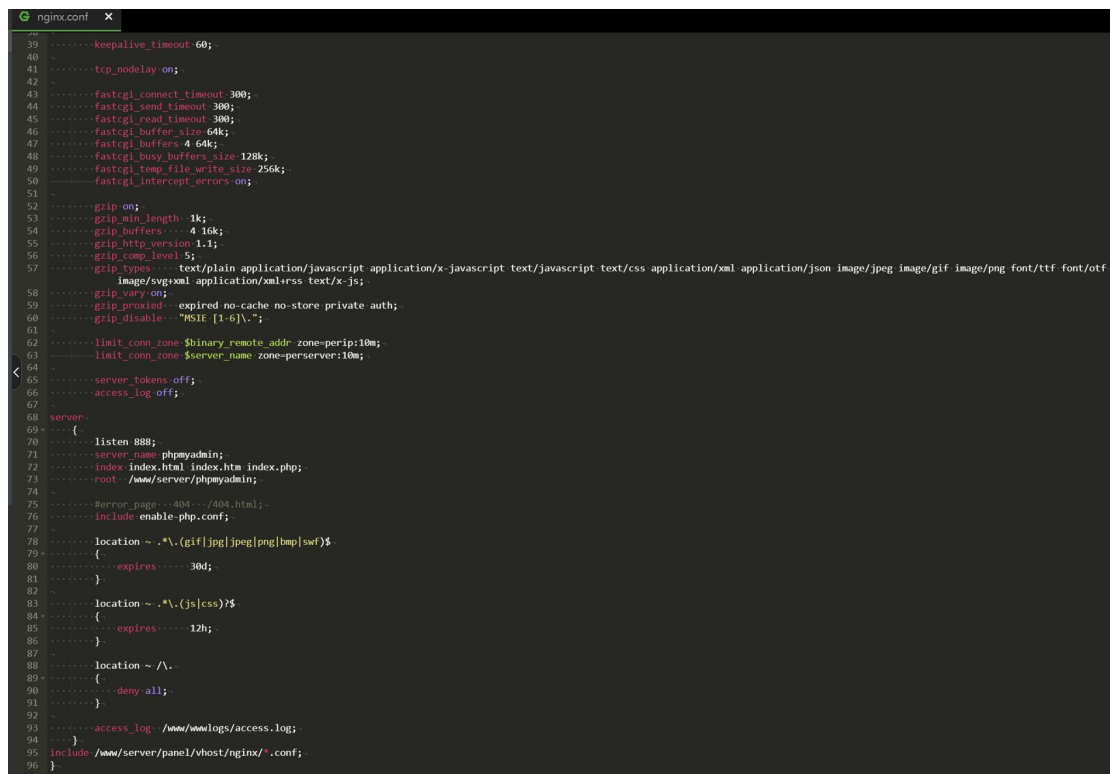 nginx.conf ×
38
39 keepalive_timeout 60;
40
41 tcp_nodelay on;
42
43 fastcgi_connect_timeout 300;
44 fastcgi_send_timeout 300;
45 fastcgi_read_timeout 300;
46 fastcgi_buffer_size 64k;
47 fastcgi_buffers 4 64k;
48 fastcgi_busy_buffers_size 128k;
49 fastcgi_temp_file_write_size 256k;
50 fastcgi_intercept_errors on;
51
52 gzip on;
53 gzip_min_length  1k;
54 gzip_buffers     4 16k;
55 gzip_http_version 1.1;
56 gzip_comp_level 5;
57 gzip_types     text/plain application/javascript application/x-javascript text/javascript text/css application/xml application/json image/jpeg image/gif image/png font/ttf font/otf
image/svg+xml application/xml+rss text/x-js;
58 gzip_vary on;
59 gzip_proxied   expired no-cache no-store private auth;
60 gzip_disable   "MSIE [1-6]\.";
61
62 limit_conn_zone $binary_remote_addr zone=perip:10m;
63 limit_conn_zone $server_name zone=perserver:10m;
64
65 server_tokens off;
66 access_log off;
67
68 server
69 {
70 listen 888;
71 server_name phpmyadmin;
72 index index.html index.htm index.php;
73 root  /www/server/phpmyadmin;
74
75 #error_page   404   /404.html;
76 include enable-php.conf;
77
78 location ~ .*\.(gif|jpg|jpeg|png|bmp|swf)$
79 {
80 expires      30d;
81 }
82
83 location ~ .*\.(js|css)?$
84 {
85 expires      12h;
86 }
87
88 location ~ /\.
89 {
90 deny all;
91 }
92
93 access_log  /www/wwwlogs/access.log;
94 }
95 include /www/server/panel/vhost/nginx/*.conf;
96 }